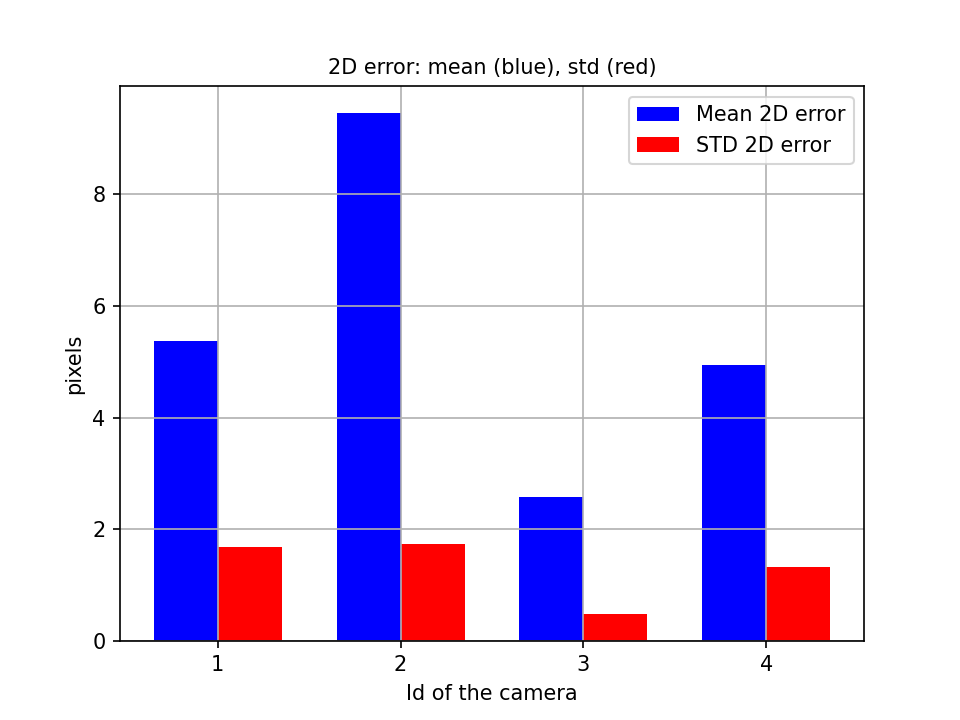 2D error: mean (blue), std (red)
Mean 2D error
STD 2D error
pixels
8
6
4
2
0
1 2 3 4
Id of the camera